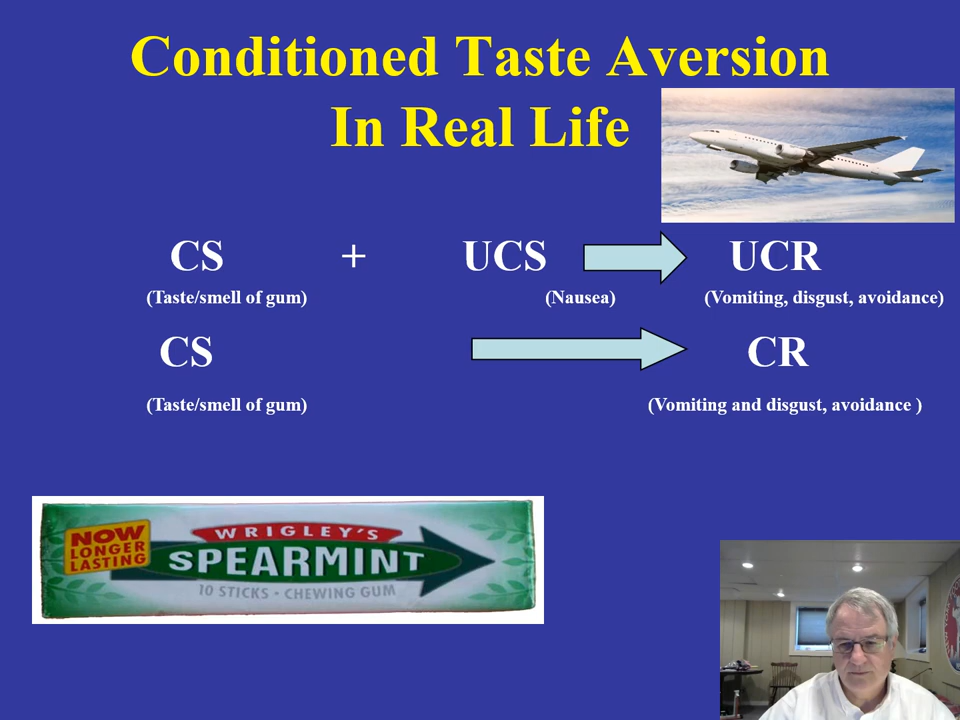 Conditioned Taste Aversion
In Real Life
CS + UCS UCR
(Taste/smell of gum) (Nausea) (Vomiting, disgust, avoidance)
CS CR
(Taste/smell of gum) (Vomiting and disgust, avoidance )
NOW
LONGER
LASTING
WRIGLEY'S
SPEARMINT
10 STICKS • CHEWING GUM